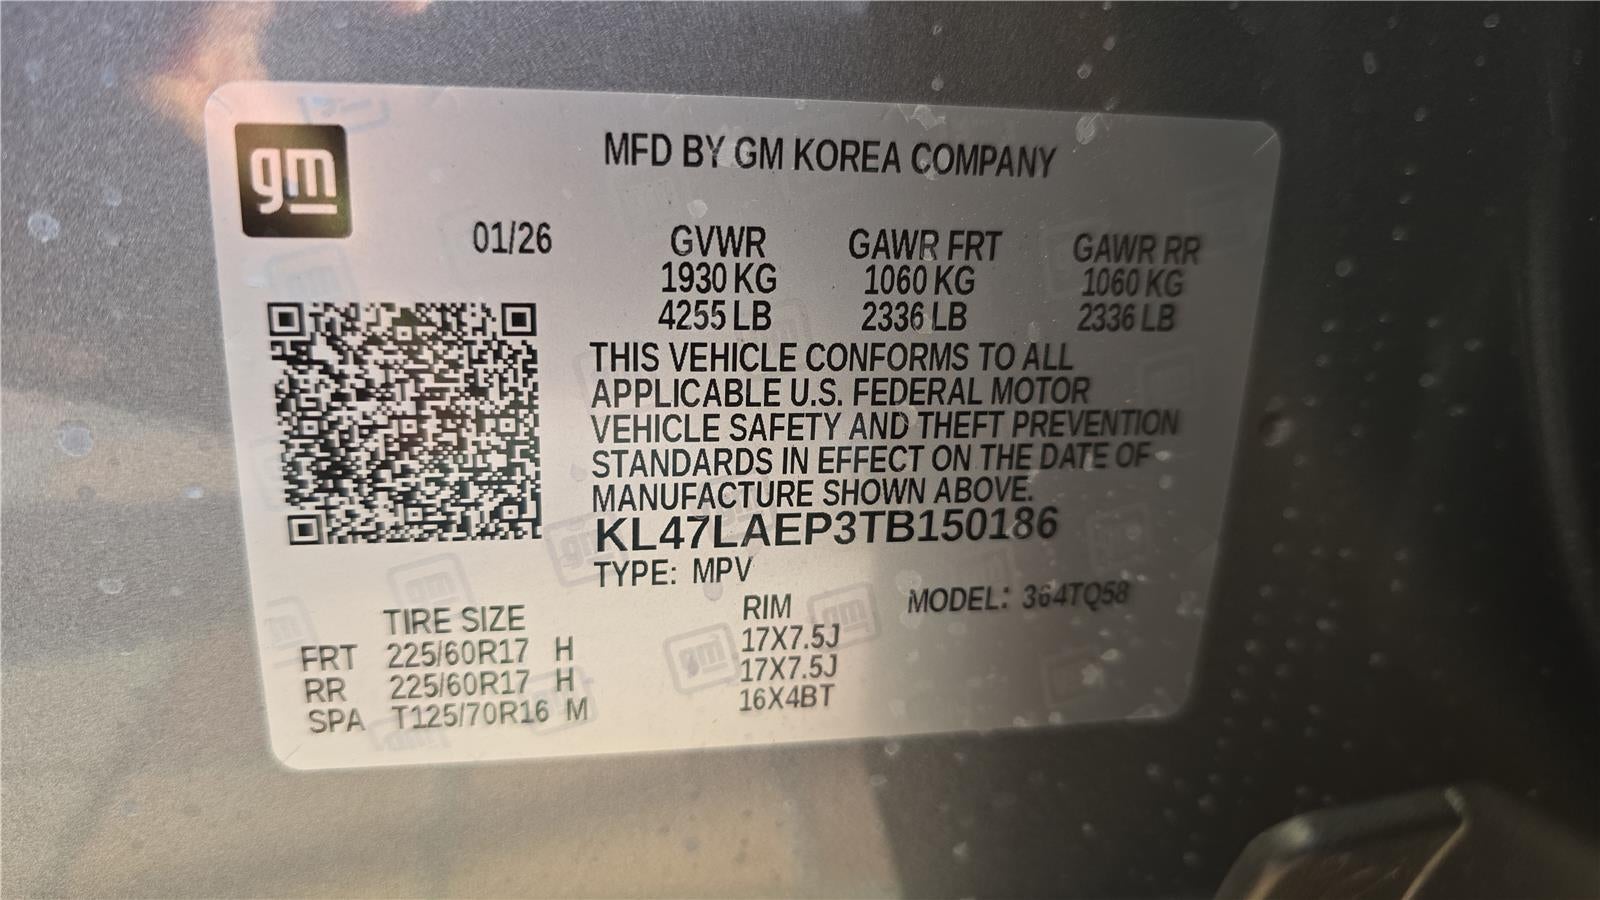 gm
MFD BY GM KOREA COMPANY
01/26 GVWR GAWR FRT GAWR RR
1930 KG 1060 KG 1060 KG
4255 LB 2336 LB 2336 LB
THIS VEHICLE CONFORMS TO ALL
APPLICABLE U.S. FEDERAL MOTOR
VEHICLE SAFETY AND THEFT PREVENTION
STANDARDS IN EFFECT ON THE DATE OF
MANUFACTURE SHOWN ABOVE.
KL47LAEP3TB150186
TYPE: MPV
MODEL: 364TQ58
TIRE SIZE RIM
FRT 225/60R17 H 17X7.5J
RR 225/60R17 H 17X7.5J
SPA T125/70R16 M 16X4BT